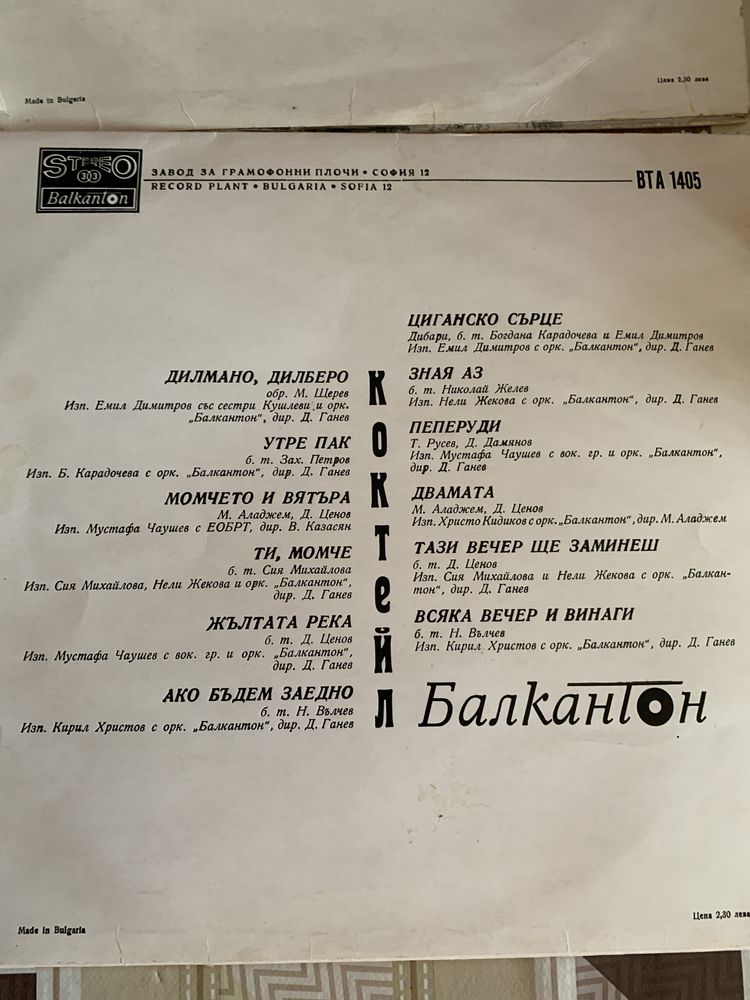 Made in Bulgaria
Цена 2,30 лева
STEREO
33
Balkanton
ЗАВОД ЗА ГРАМОФОННИ ПЛОЧИ • СОФИЯ 12
RECORD PLANT • BULGARIA • SOFIA 12
ВТА 1405
ДИЛМАНО, ДИЛБЕРО
обр. М. Щерев
Изп. Емил Димитров със сестри Кушлеви и орк.
„Балкантон“, дир. Д. Ганев
УТРЕ ПАК
б. т. Зах. Петров
Изп. Б. Карадочева с орк. „Балкантон“, дир. Д. Ганев
МОМЧЕТО И ВЯТЪРА
М. Аладжем, Д. Ценов
Изп. Мустафа Чаушев с ЕОБРТ, дир. В. Казасян
ТИ, МОМЧЕ
б. т. Сия Михайлова
Изп. Сия Михайлова, Нели Жекова и орк. „Балкантон“,
дир. Д. Ганев
ЖЪЛТАТА РЕКА
б. т. Д. Ценов
Изп. Мустафа Чаушев с вок. гр. и орк. „Балкантон“,
дир. Д. Ганев
АКО БЪДЕМ ЗАЕДНО
б. т. Н. Вълчев
Изп. Кирил Христов с орк. „Балкантон“, дир. Д. Ганев
КОКТеЙЛ
ЦИГАНСКО СЪРЦЕ
Дибари, б. т. Богдана Карадочева и Емил Димитров
Изп. Емил Димитров с орк. „Балкантон“, дир. Д. Ганев
ЗНАЯ АЗ
б. т. Николай Желев
Изп. Нели Жекова с орк. „Балкантон“, дир. Д. Ганев
ПЕПЕРУДИ
Т. Русев, Д. Дамянов
Изп. Мустафа Чаушев с вок. гр. и орк. „Балкантон“,
дир. Д. Ганев
ДВАМАТА
М. Аладжем, Д. Ценов
Изп. Христо Кидиков с орк. „Балкантон“, дир. М. Аладжем
ТАЗИ ВЕЧЕР ЩЕ ЗАМИНЕШ
б. т. Д. Ценов
Изп. Сия Михайлова и Нели Жекова с орк. „Балкан-
тон“, дир. Д. Ганев
ВСЯКА ВЕЧЕР И ВИНАГИ
б. т. Н. Вълчев
Изп. Кирил Христов с орк. „Балкантон“, дир. Д. Ганев
Балкантон
Made in Bulgaria
Цена 2,30 лева